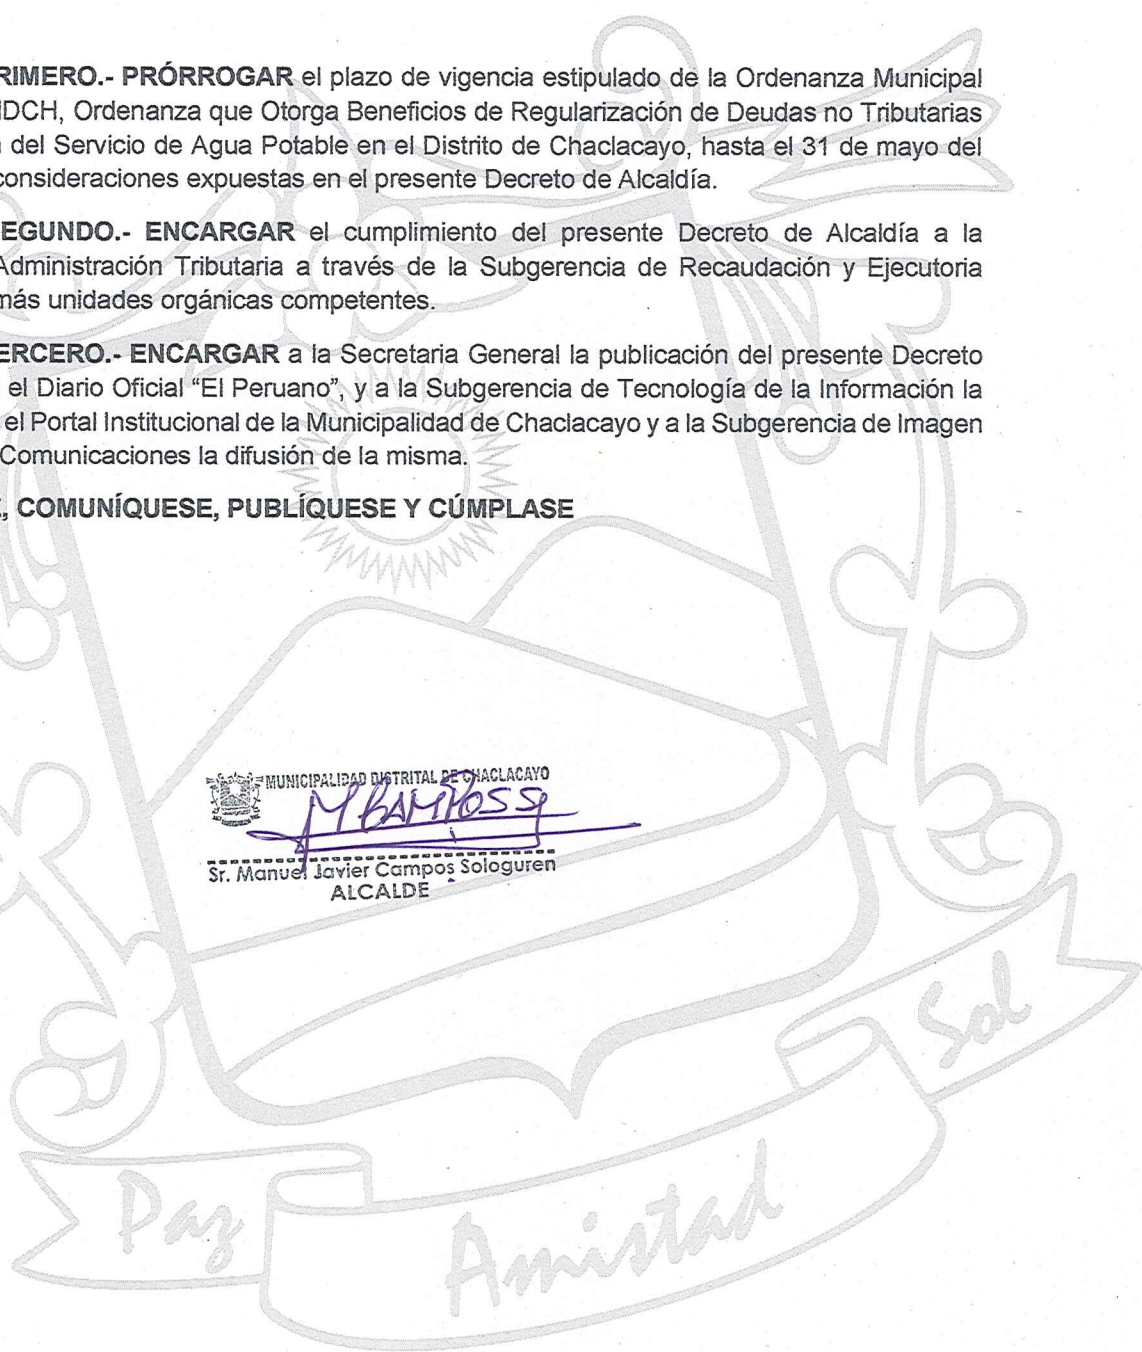 RIMERO.- PRÓRROGAR el plazo de vigencia estipulado de la Ordenanza Municipal
IDCH, Ordenanza que Otorga Beneficios de Regularización de Deudas no Tributarias
del Servicio de Agua Potable en el Distrito de Chaclacayo, hasta el 31 de mayo del
consideraciones expuestas en el presente Decreto de Alcaldía.
EGUNDO.- ENCARGAR el cumplimiento del presente Decreto de Alcaldía a la
Administración Tributaria a través de la Subgerencia de Recaudación y Ejecutoria
más unidades orgánicas competentes.
ERCERO.- ENCARGAR a la Secretaria General la publicación del presente Decreto
el Diario Oficial “El Peruano”, y a la Subgerencia de Tecnología de la Información la
el Portal Institucional de la Municipalidad de Chaclacayo y a la Subgerencia de Imagen
Comunicaciones la difusión de la misma.
, COMUNÍQUESE, PUBLÍQUESE Y CÚMPLASE
MUNICIPALIDAD DISTRITAL DE CHACLACAYO
MCAMPOSS
Sr. Manuel Javier Campos Sologuren
ALCALDE
Sol
Paz
Amistad